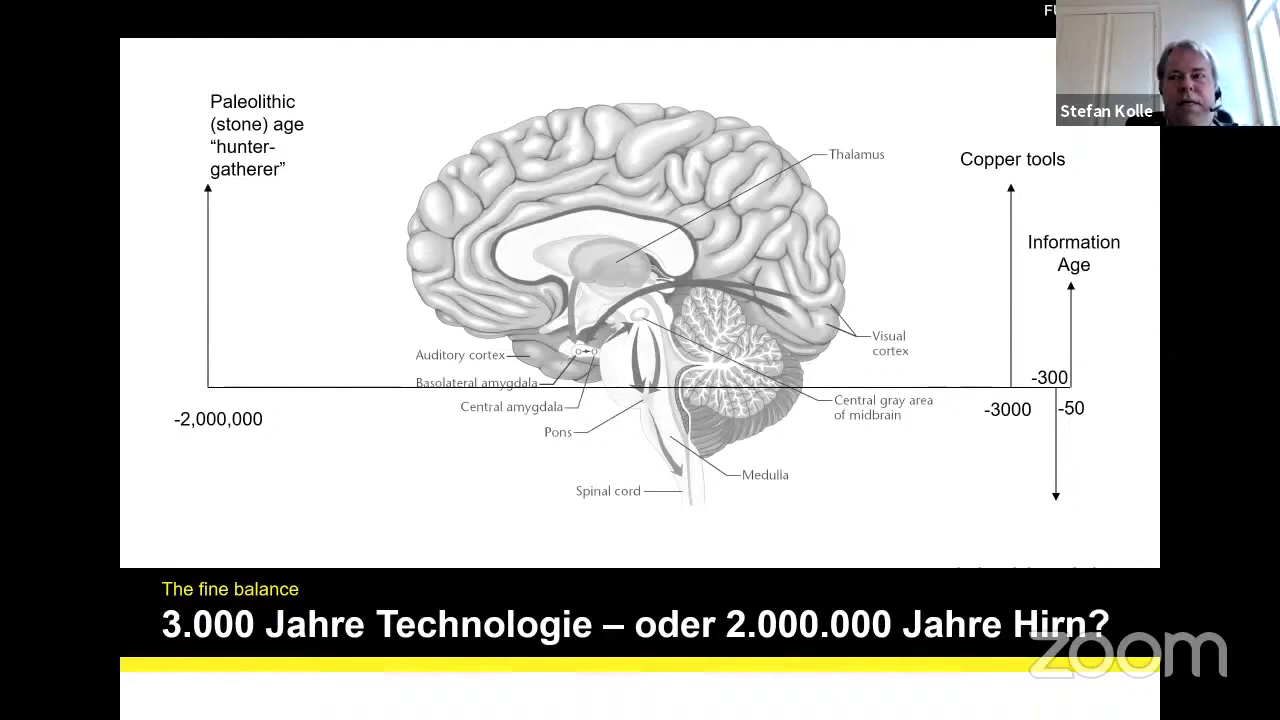 FU
Stefan Kolle
Paleolithic
(stone) age
“hunter-
gatherer”
Thalamus
Copper tools
Information
Age
Visual
cortex
Auditory cortex
Basolateral amygdala
Central amygdala
Pons
Central gray area
of midbrain
Medulla
Spinal cord
-2,000,000
-300
-3000
-50
The fine balance
3.000 Jahre Technologie – oder 2.000.000 Jahre Hirn?
zoom